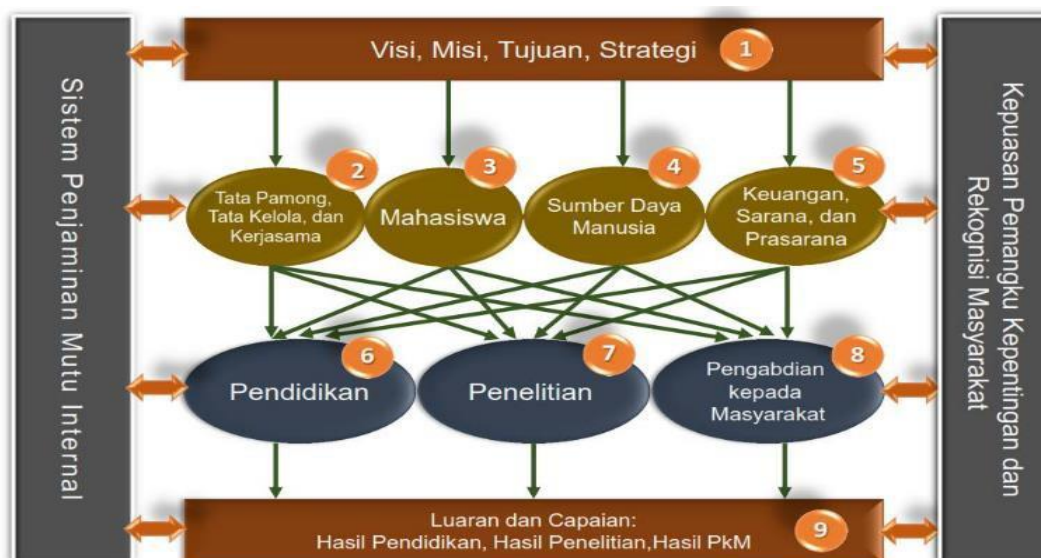 Sistem Penjaminan Mutu Internal
Visi, Misi, Tujuan, Strategi
1
2
Tata Pamong,
Tata Kelola, dan
Kerjasama
3
Mahasiswa
4
Sumber Daya
Manusia
5
Keuangan,
Sarana, dan
Prasarana
6
Pendidikan
7
Penelitian
8
Pengabdian
kepada
Masyarakat
9
Luaran dan Capaian:
Hasil Pendidikan, Hasil Penelitian,Hasil PkM
Kepuasan Pemangku Kepentingan dan
Rekognisi Masyarakat